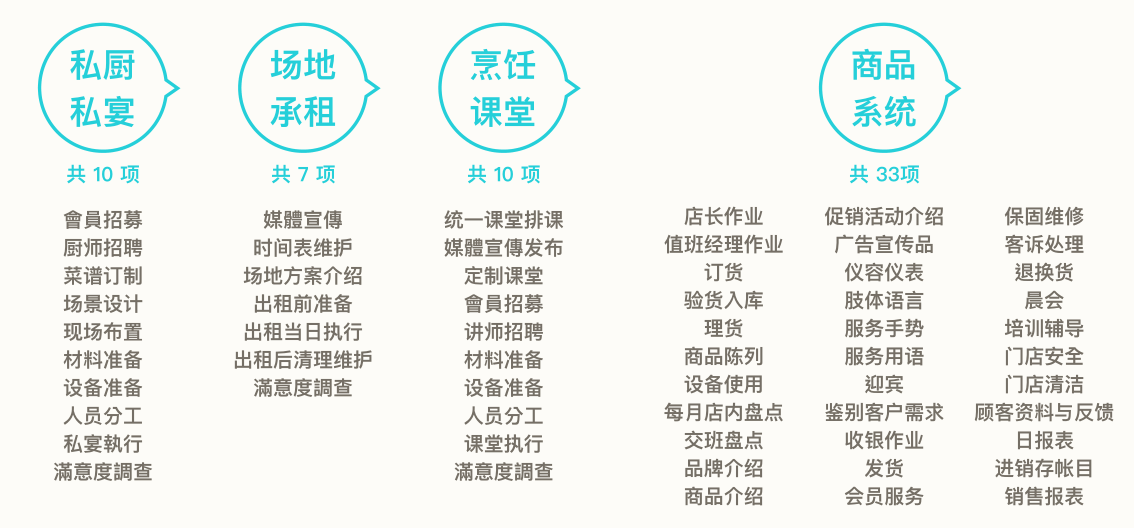 私厨
私宴
共 10 项
會員招募
厨师招聘
菜谱订制
场景设计
现场布置
材料准备
设备准备
人员分工
私宴執行
滿意度調查
场地
承租
共 7 项
媒體宣傳
时间表维护
场地方案介绍
出租前准备
出租当日执行
出租后清理维护
滿意度調查
烹饪
课堂
共 10 项
统一课堂排课
媒體宣傳发布
定制课堂
會員招募
讲师招聘
材料准备
设备准备
人员分工
课堂执行
滿意度調查
商品
系统
共 33项
店长作业
值班经理作业
订货
验货入库
理货
商品陈列
设备使用
每月店内盘点
交班盘点
品牌介绍
商品介绍
促销活动介绍
广告宣传品
仪容仪表
肢体语言
服务手势
服务用语
迎宾
鉴别客户需求
收银作业
发货
会员服务
保固维修
客诉处理
退换货
晨会
培训辅导
门店安全
门店清洁
顾客资料与反馈
日报表
进销存帐目
销售报表